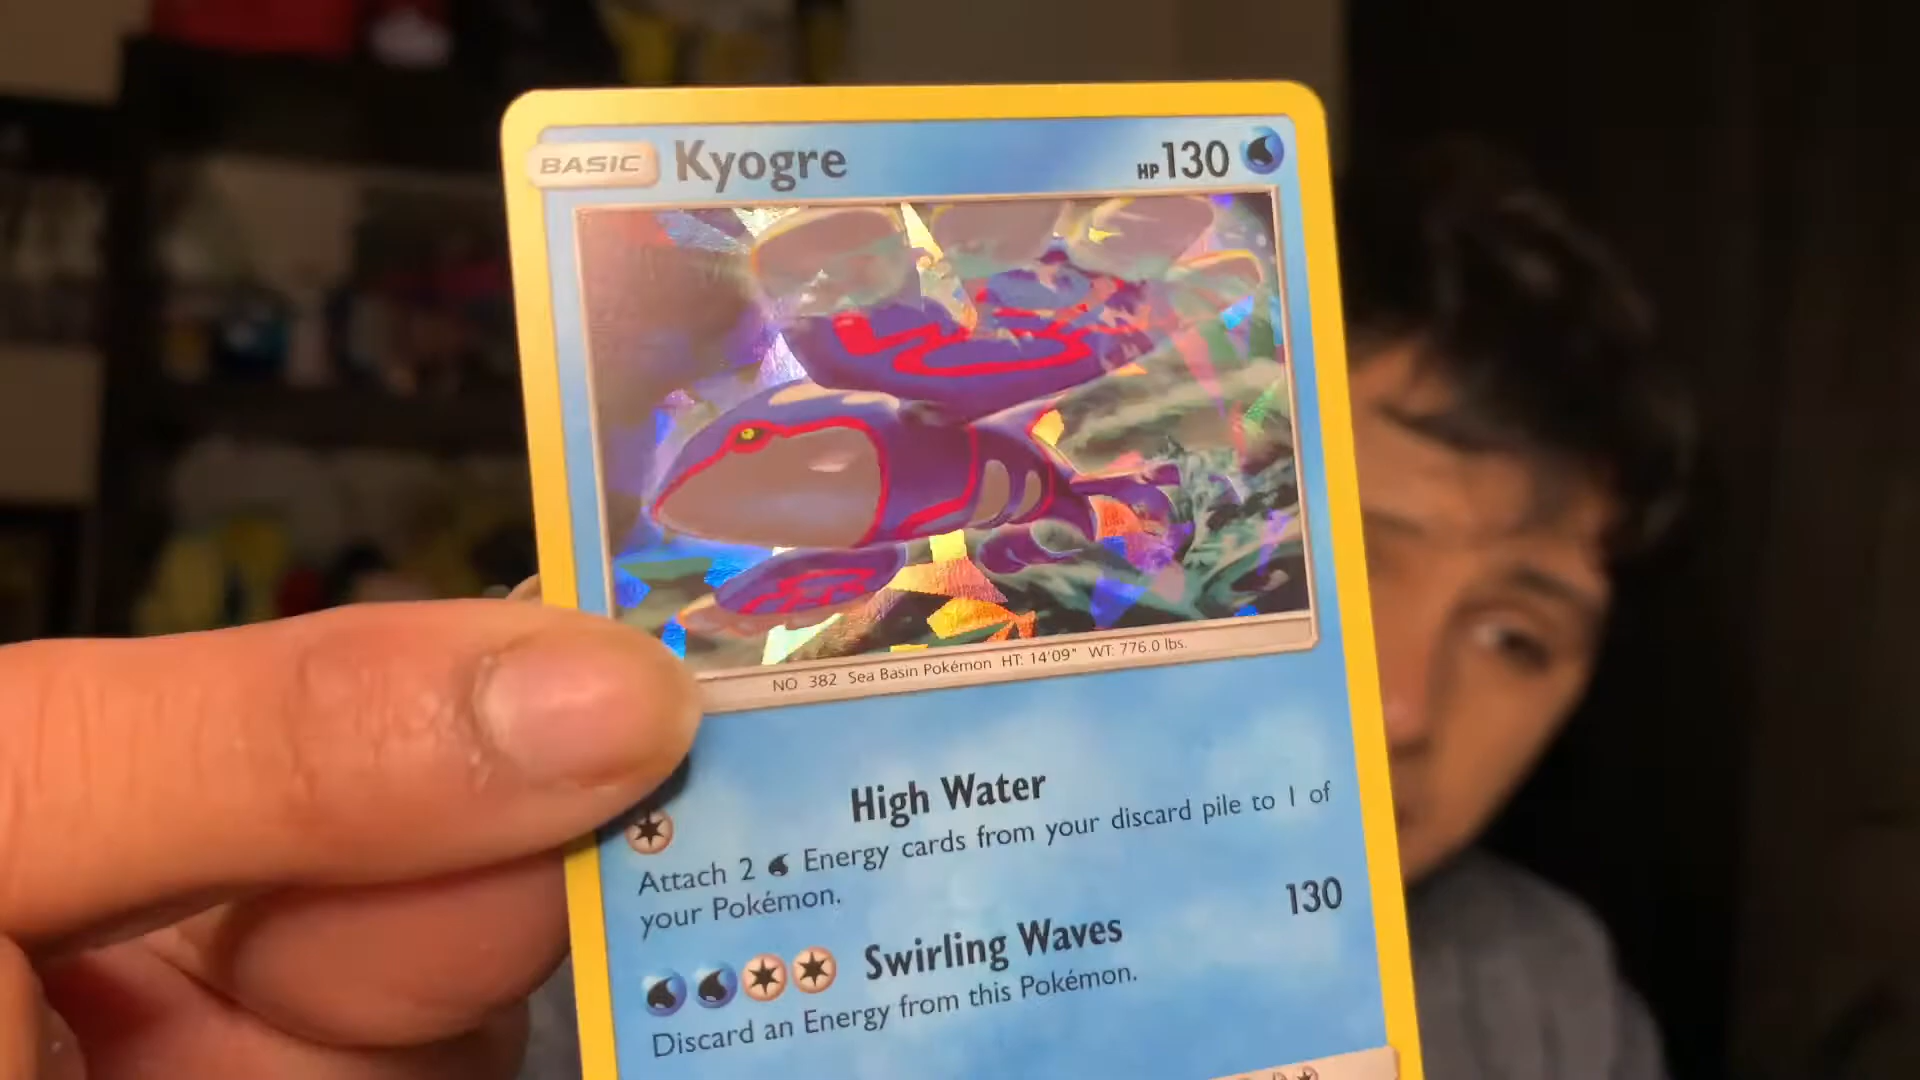 BASIC Kyogre HP 130
NO 382 Sea Basin Pokémon HT: 14'09" WT: 776.0 lbs.
High Water
Attach 2 Energy cards from your discard pile to 1 of
your Pokémon.
Swirling Waves 130
Discard an Energy from this Pokémon.